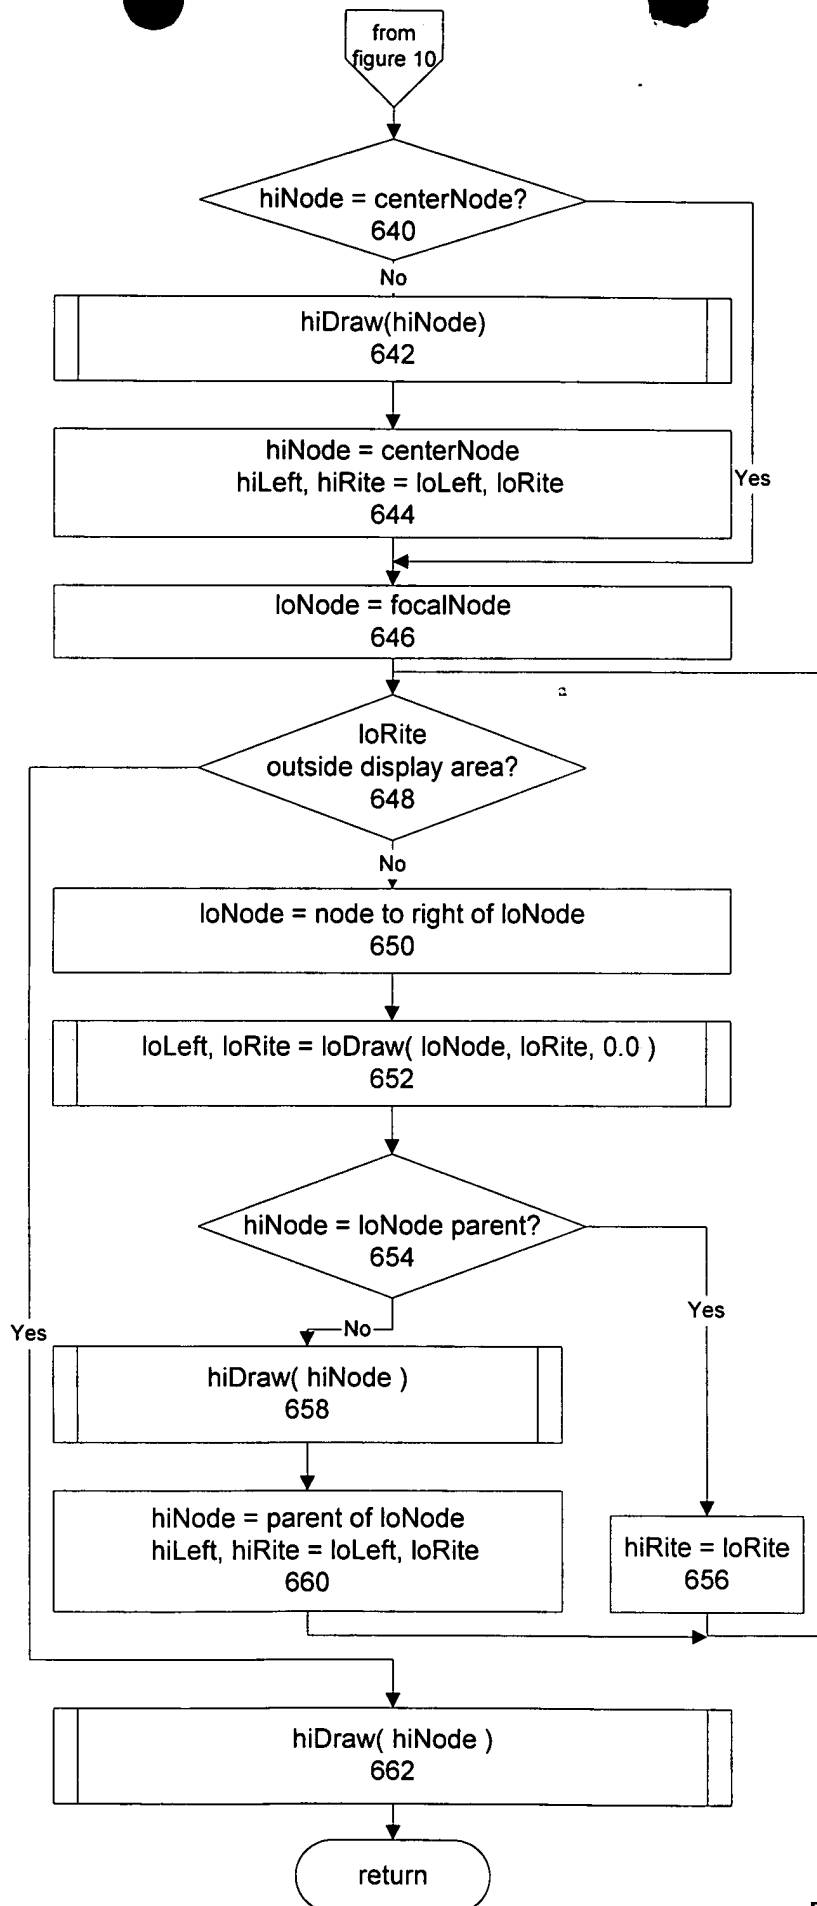 from
figure 10
hiNode = centerNode?
640
No
hiDraw(hiNode)
642
hiNode = centerNode
hiLeft, hiRite = loLeft, loRite
644
Yes
loNode = focalNode
646
loRite
outside display area?
648
No
loNode = node to right of loNode
650
loLeft, loRite = loDraw( loNode, loRite, 0.0 )
652
hiNode = loNode parent?
654
Yes
No
Yes
hiDraw( hiNode )
658
hiNode = parent of loNode
hiLeft, hiRite = loLeft, loRite
660
hiRite = loRite
656
hiDraw( hiNode )
662
return